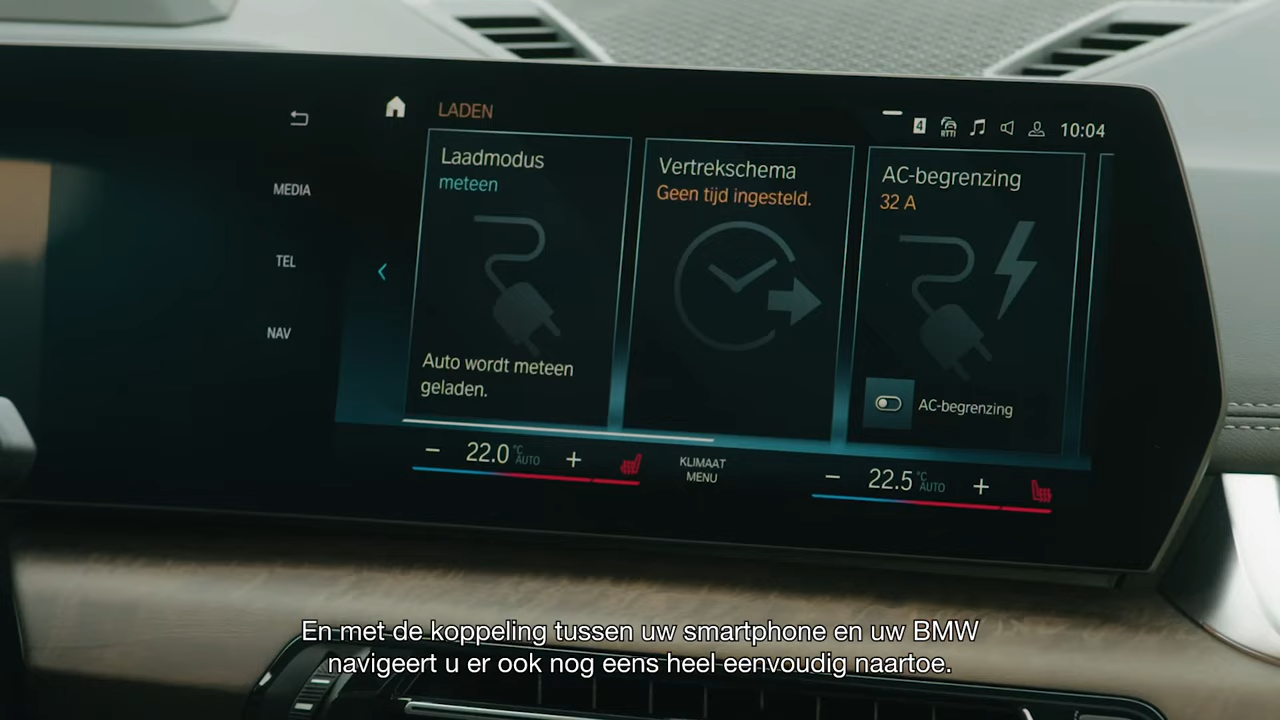 LADEN
4
RTTI
10:04
MEDIA
TEL
NAV
Laadmodus
meteen
Auto wordt meteen
geladen.
Vertrekschema
Geen tijd ingesteld.
AC-begrenzing
32 A
AC-begrenzing
22.0 °C AUTO
KLIMAAT
MENU
22.5 °C AUTO
En met de koppeling tussen uw smartphone en uw BMW
navigeert u er ook nog eens heel eenvoudig naartoe.